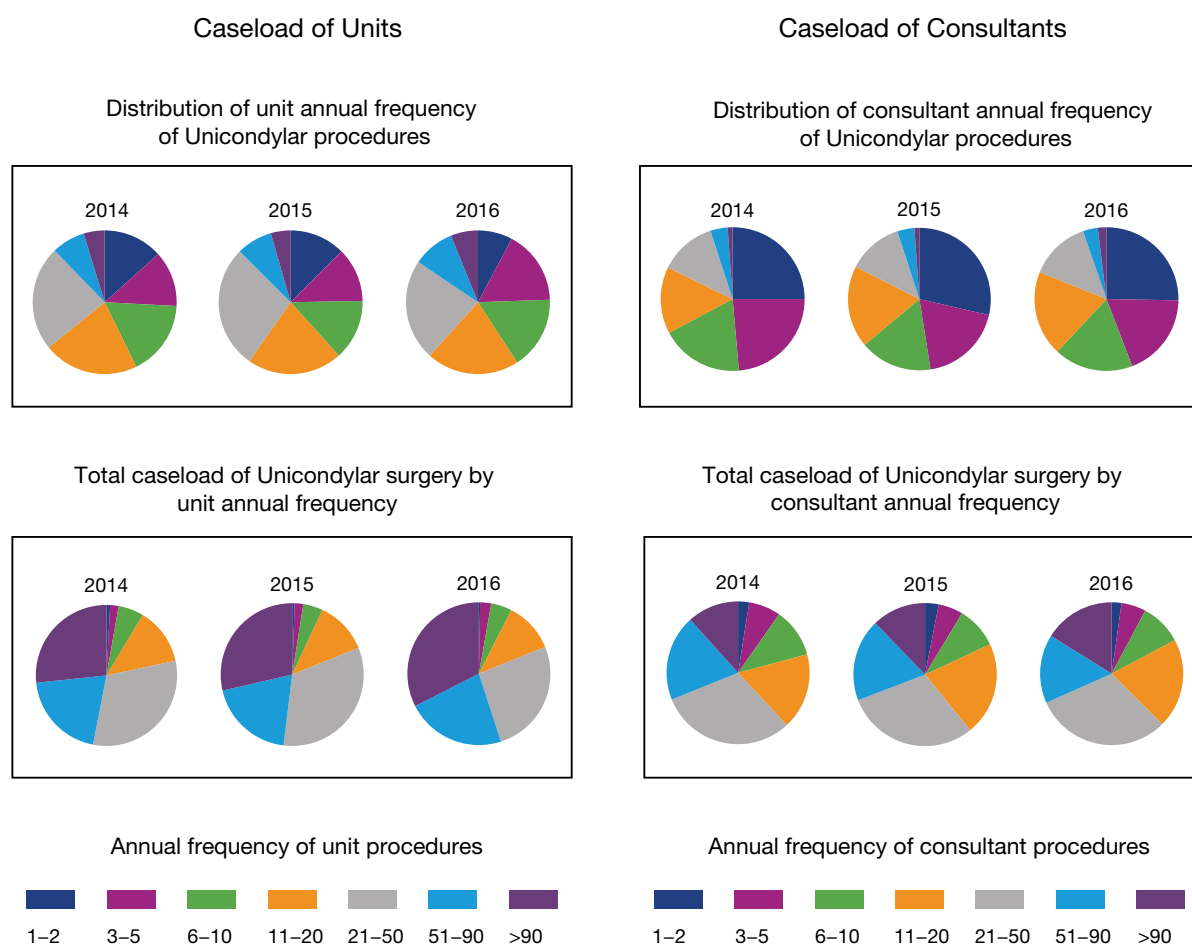 Caseload of Units
Distribution of unit annual frequency
of Unicondylar procedures
2014
2015
2016
Total caseload of Unicondylar surgery by
unit annual frequency
2014
2015
2016
Annual frequency of unit procedures
1–2
3–5
6–10
11–20
21–50
51–90
>90
Caseload of Consultants
Distribution of consultant annual frequency
of Unicondylar procedures
2014
2015
2016
Total caseload of Unicondylar surgery by
consultant annual frequency
2014
2015
2016
Annual frequency of consultant procedures
1–2
3–5
6–10
11–20
21–50
51–90
>90